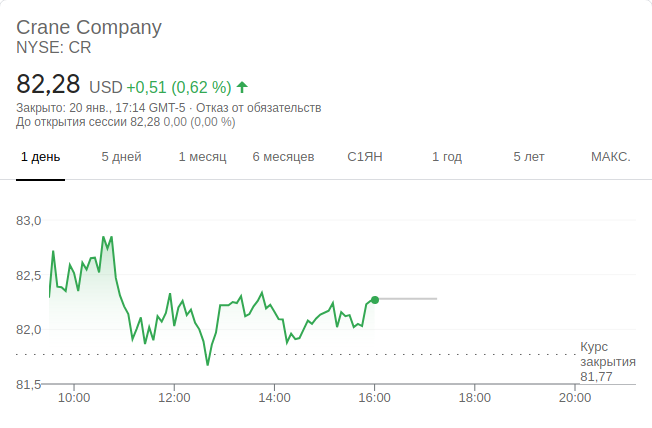 Crane Company
NYSE: CR
82,28 USD +0,51 (0,62 %)
Закрыто: 20 янв., 17:14 GMT-5 · Отказ от обязательств
До открытия сессии 82,28 0,00 (0,00 %)
1 день 5 дней 1 месяц 6 месяцев С1ЯН 1 год 5 лет МАКС.
83,0
82,5
82,0
Курс
закрытия
81,77
81,5
10:00 12:00 14:00 16:00 18:00 20:00